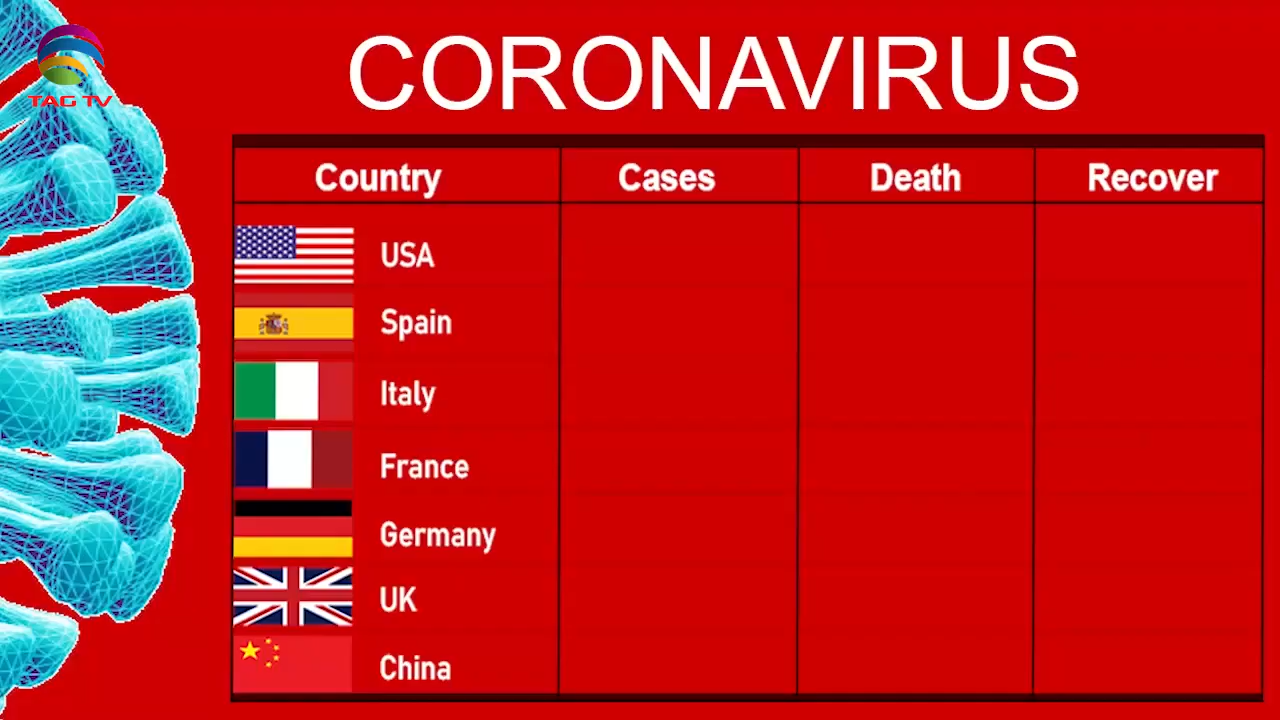 TAG TV
CORONAVIRUS
Country Cases Death Recover
USA
Spain
Italy
France
Germany
UK
China